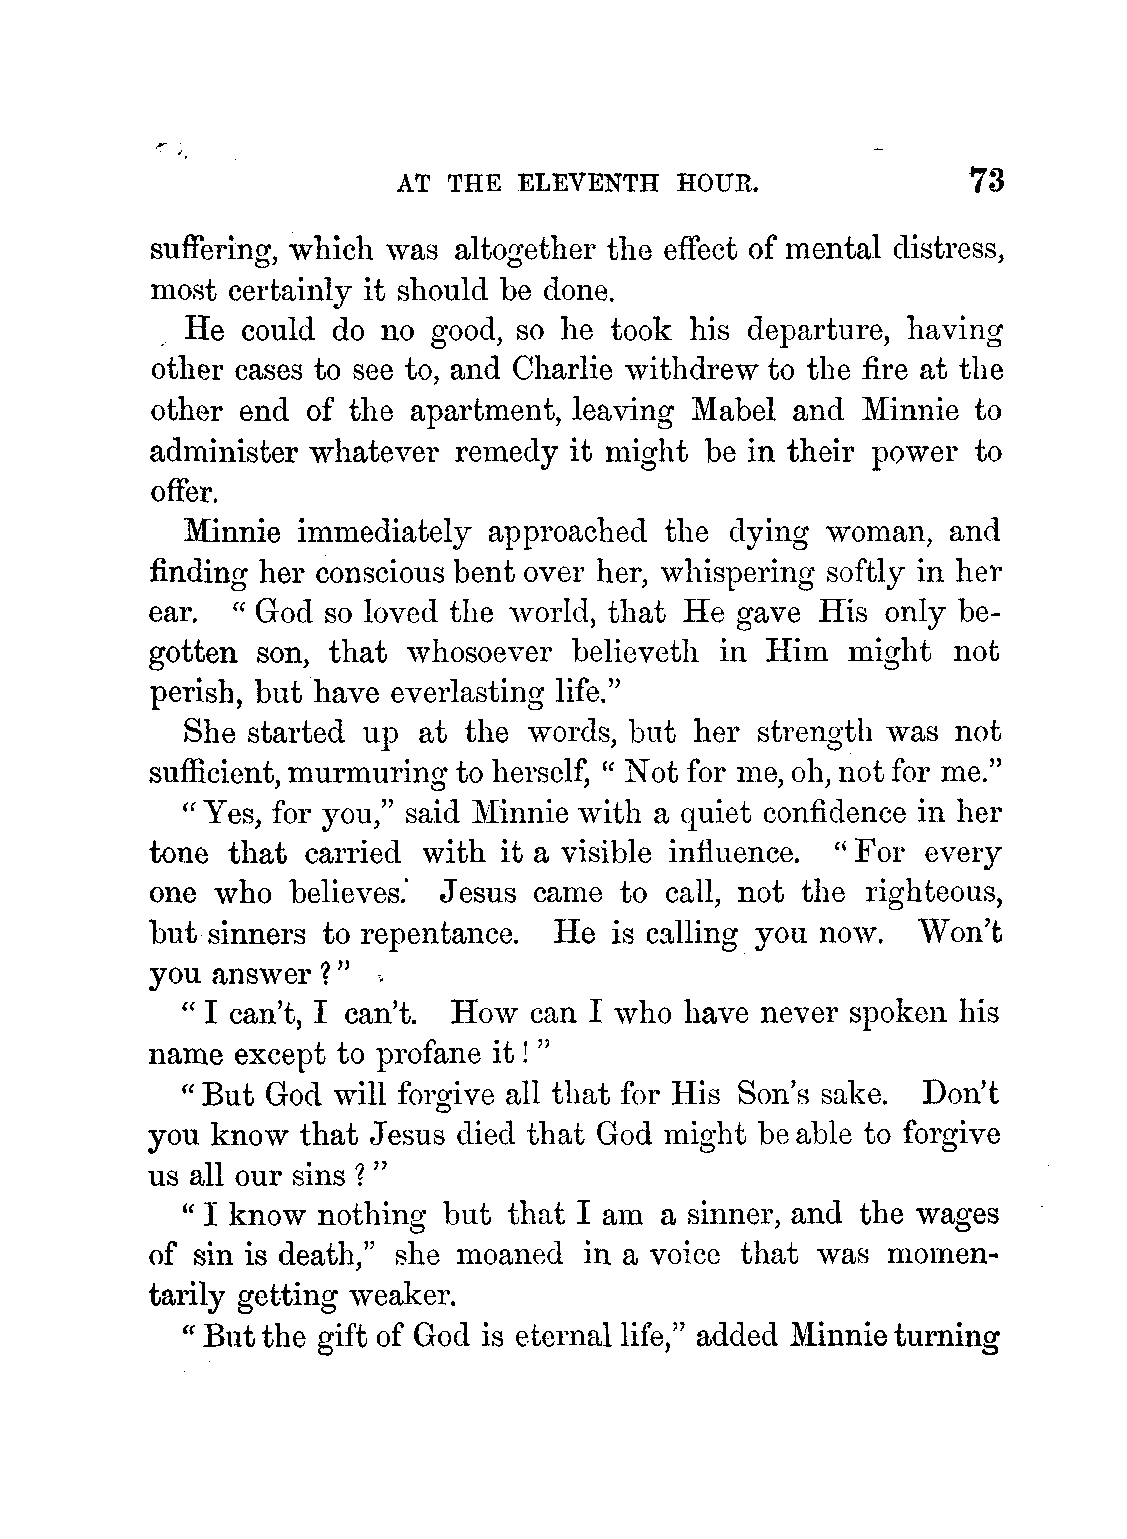 AT THE ELEVENTH HOUR. 73
suffering, which was altogether the effect of mental distress,
most certainly it should be done.
He could do no good, so he took his departure, having
other cases to see to, and Charlie withdrew to the fire at the
other end of the apartment, leaving Mabel and Minnie to
administer whatever remedy it might be in their power to
offer.
Minnie immediately approached the dying woman, and
finding her conscious bent over her, whispering softly in her
ear. “ God so loved the world, that He gave His only be-
gotten son, that whosoever believeth in Him might not
perish, but have everlasting life.”
She started up at the words, but her strength was not
sufficient, murmuring to herself, “ Not for me, oh, not for me.”
“ Yes, for you,” said Minnie with a quiet confidence in her
tone that carried with it a visible influence. “ For every
one who believes. Jesus came to call, not the righteous,
but sinners to repentance. He is calling you now. Won’t
you answer ? ”
“ I can’t, I can’t. How can I who have never spoken his
name except to profane it ! ”
“ But God will forgive all that for His Son’s sake. Don’t
you know that Jesus died that God might be able to forgive
us all our sins ? ”
“ I know nothing but that I am a sinner, and the wages
of sin is death,” she moaned in a voice that was momen-
tarily getting weaker.
“ But the gift of God is eternal life,” added Minnie turning